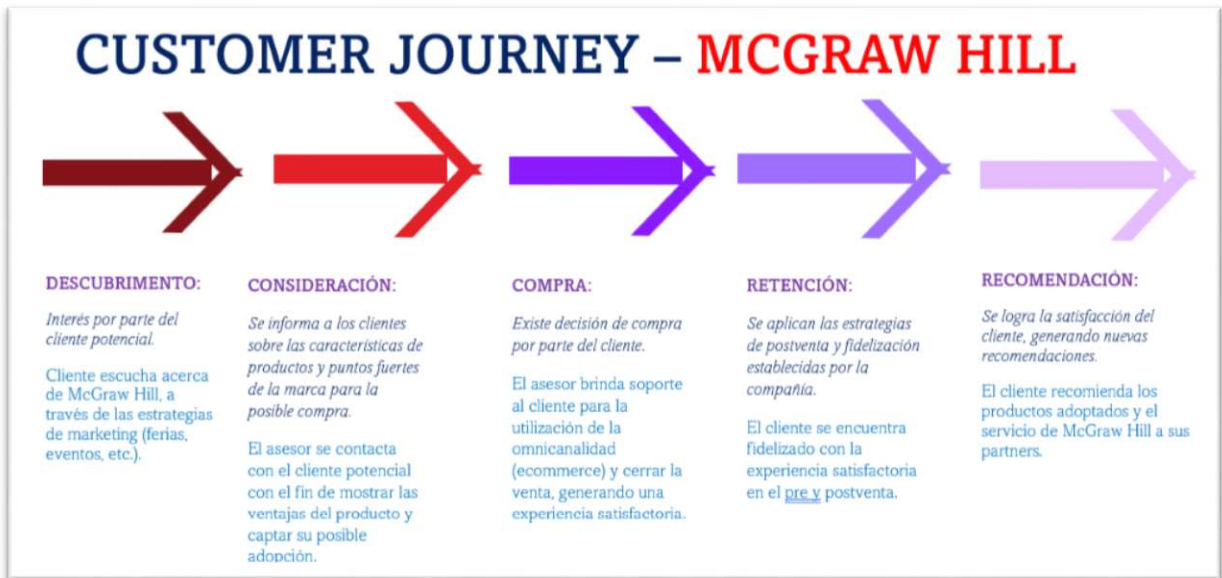 CUSTOMER JOURNEY – MCGRAW HILL
DESCUBRIMENTO:
Interés por parte del
cliente potencial.
Cliente escucha acerca
de McGraw Hill, a
través de las estrategias
de marketing (ferias,
eventos, etc.).
CONSIDERACIÓN:
Se informa a los clientes
sobre las características de
productos y puntos fuertes
de la marca para la
posible compra.
El asesor se contacta
con el cliente potencial
con el fin de mostrar las
ventajas del producto y
captar su posible
adopción.
COMPRA:
Existe decisión de compra
por parte del cliente.
El asesor brinda soporte
al cliente para la
utilización de la
omnicanalidad
(ecommerce) y cerrar la
venta, generando una
experiencia satisfactoria.
RETENCIÓN:
Se aplican las estrategias
de postventa y fidelización
establecidas por la
compañía.
El cliente se encuentra
fidelizado con la
experiencia satisfactoria
en el pre y postventa.
RECOMENDACIÓN:
Se logra la satisfacción del
cliente, generando nuevas
recomendaciones.
El cliente recomienda los
productos adoptados y el
servicio de McGraw Hill a sus
partners.